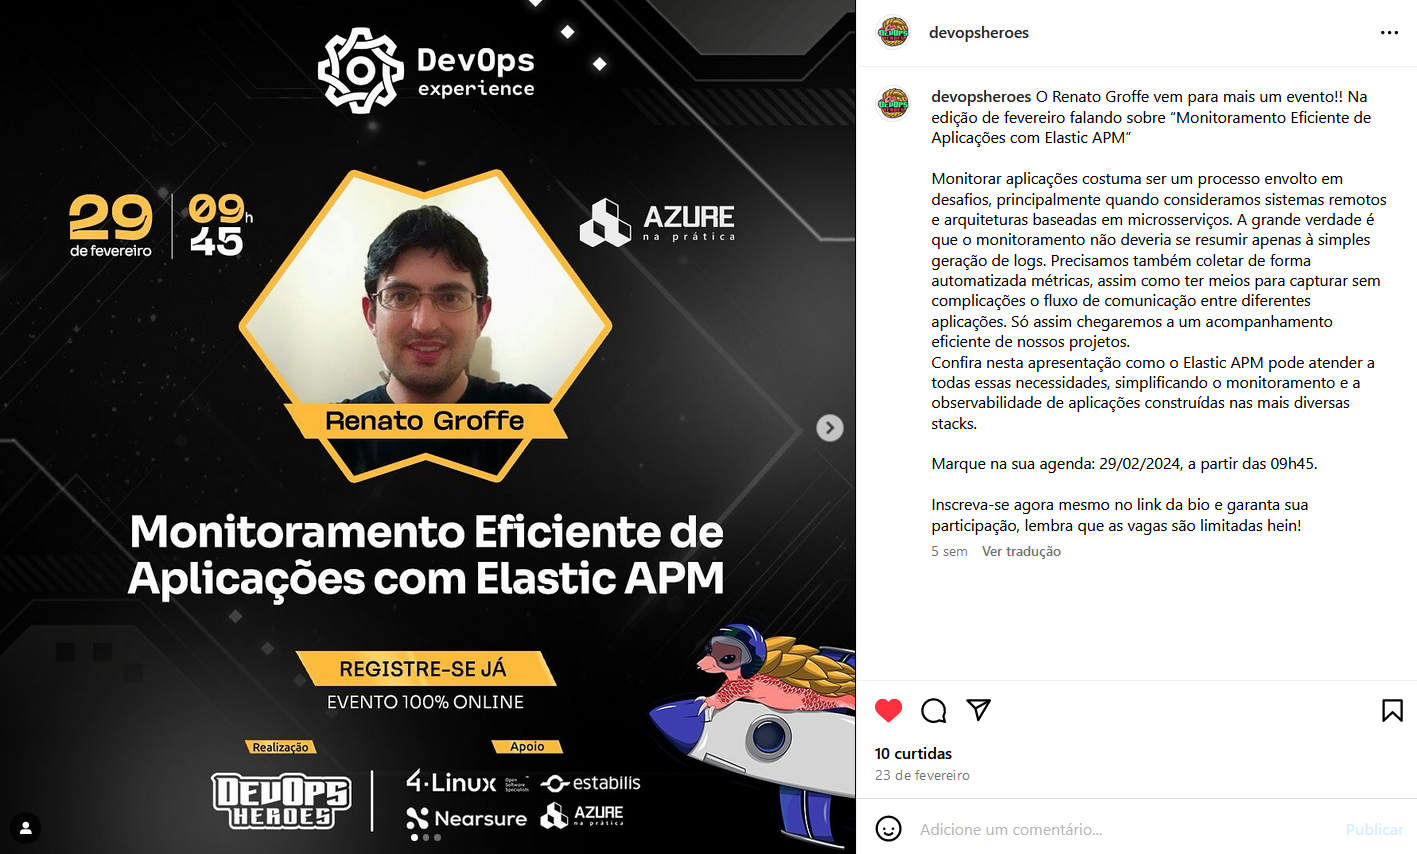 DevOps
experience
29
de fevereiro
09h
45
AZURE
na prática
Renato Groffe
Monitoramento Eficiente de
Aplicações com Elastic APM
REGISTRE-SE JÁ
EVENTO 100% ONLINE
Realização
Apoio
DEVOPS
HEROES
4·Linux
Open
Software
Specialists
estabilis
Nearsure
AZURE
na prática
devopsheroes
devopsheroes O Renato Groffe vem para mais um evento!! Na
edição de fevereiro falando sobre “Monitoramento Eficiente de
Aplicações com Elastic APM”
Monitorar aplicações costuma ser um processo envolto em
desafios, principalmente quando consideramos sistemas remotos
e arquiteturas baseadas em microsserviços. A grande verdade é
que o monitoramento não deveria se resumir apenas à simples
geração de logs. Precisamos também coletar de forma
automatizada métricas, assim como ter meios para capturar sem
complicações o fluxo de comunicação entre diferentes
aplicações. Só assim chegaremos a um acompanhamento
eficiente de nossos projetos.
Confira nesta apresentação como o Elastic APM pode atender a
todas essas necessidades, simplificando o monitoramento e a
observabilidade de aplicações construídas nas mais diversas
stacks.
Marque na sua agenda: 29/02/2024, a partir das 09h45.
Inscreva-se agora mesmo no link da bio e garanta sua
participação, lembra que as vagas são limitadas hein!
5 sem Ver tradução
10 curtidas
23 de fevereiro
Adicione um comentário...
Publicar